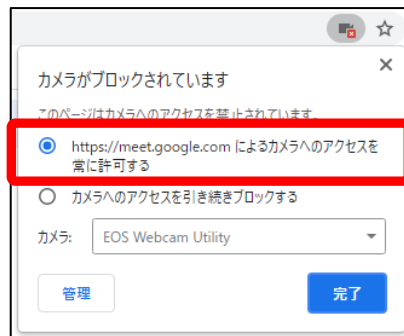 カメラがブロックされています
このページはカメラへのアクセスを禁止されています。
https://meet.google.com によるカメラへのアクセスを
常に許可する
カメラへのアクセスを引き続きブロックする
カメラ: EOS Webcam Utility
管理 完了